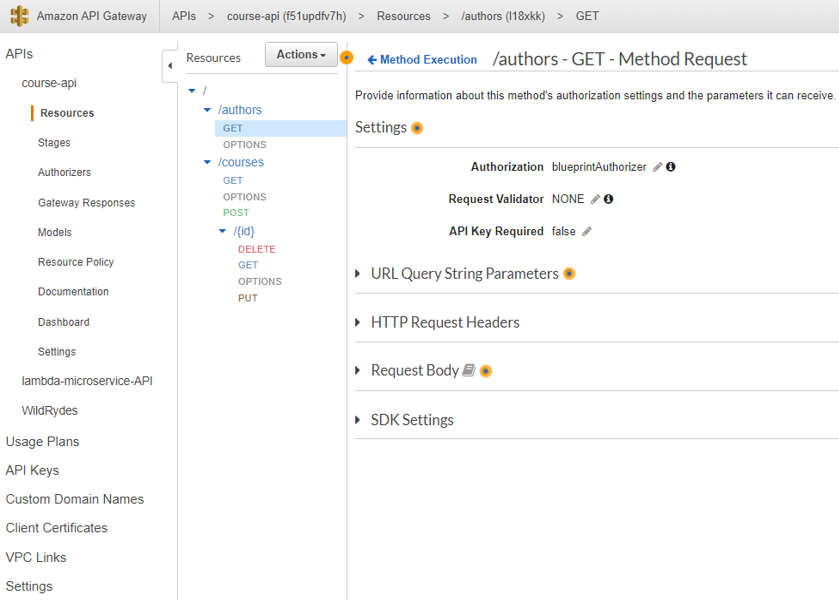 Amazon API Gateway
APIs > course-api (f51updfv7h) > Resources > /authors (l18xkk) > GET
APIs
course-api
Resources
Stages
Authorizers
Gateway Responses
Models
Resource Policy
Documentation
Dashboard
Settings
lambda-microservice-API
WildRydes
Usage Plans
API Keys
Custom Domain Names
Client Certificates
VPC Links
Settings
Resources
Actions
/
/authors
GET
OPTIONS
/courses
GET
OPTIONS
POST
/{id}
DELETE
GET
OPTIONS
PUT
Method Execution /authors - GET - Method Request
Provide information about this method's authorization settings and the parameters it can receive.
Settings
Authorization blueprintAuthorizer
Request Validator NONE
API Key Required false
URL Query String Parameters
HTTP Request Headers
Request Body
SDK Settings